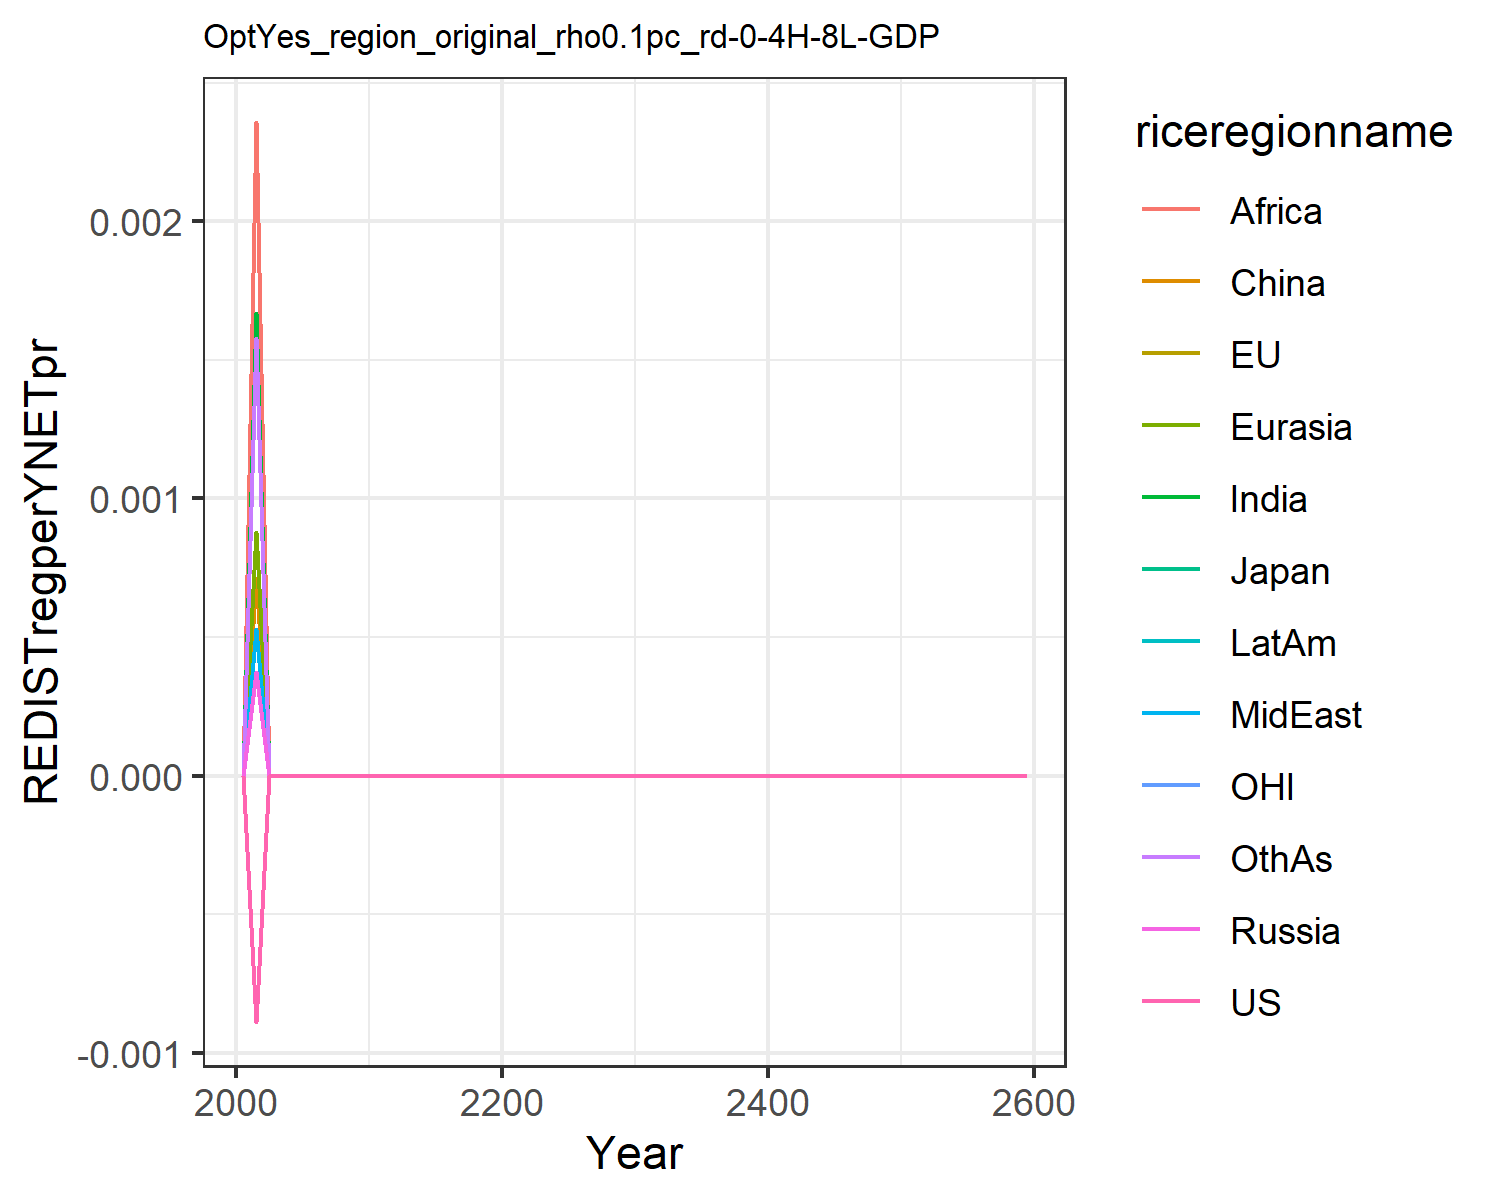 OptYes_region_original_rho0.1pc_rd-0-4H-8L-GDP
REDISTregperYNETpr
0.002
0.001
0.000
-0.001
2000
2200
2400
2600
Year
riceregionname
Africa
China
EU
Eurasia
India
Japan
LatAm
MidEast
OHI
OthAs
Russia
US